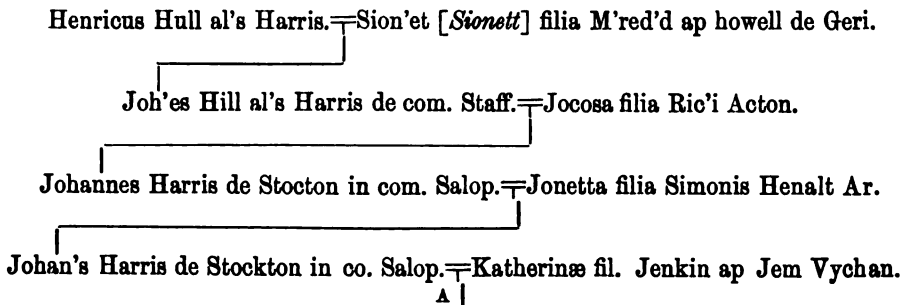 Henricus Hull al's Harris.=Sion'et [Sionett] filia M'red'd ap howell de Geri.
Joh'es Hill al's Harris de com. Staff.=Jocosa filia Ric'i Acton.
Johannes Harris de Stocton in com. Salop.=Jonetta filia Simonis Henalt Ar.
Johan's Harris de Stockton in co. Salop.=Katherinæ fil. Jenkin ap Jem Vychan.
A